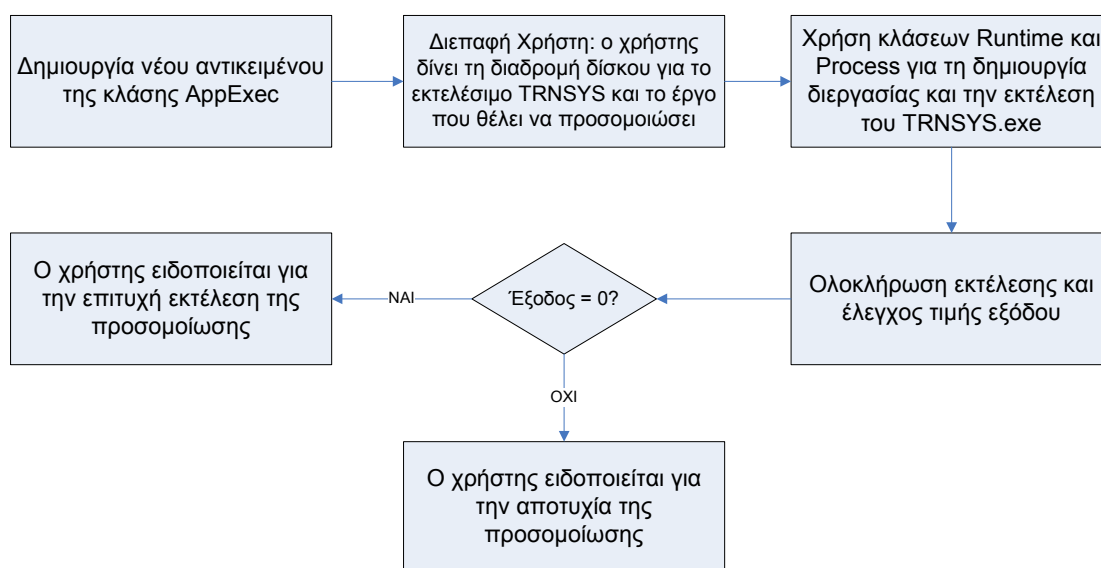 Δημιουργία νέου αντικειμένου
της κλάσης AppExec
Διεπαφή Χρήστη: ο χρήστης
δίνει τη διαδρομή δίσκου για το
εκτελέσιμο TRNSYS και το έργο
που θέλει να προσομοιώσει
Χρήση κλάσεων Runtime και
Process για τη δημιουργία
διεργασίας και την εκτέλεση
του TRNSYS.exe
Ο χρήστης ειδοποιείται για
την επιτυχή εκτέλεση της
προσομοίωσης
ΝΑΙ
Έξοδος = 0?
Ολοκλήρωση εκτέλεσης και
έλεγχος τιμής εξόδου
ΟΧΙ
Ο χρήστης ειδοποιείται για
την αποτυχία της
προσομοίωσης